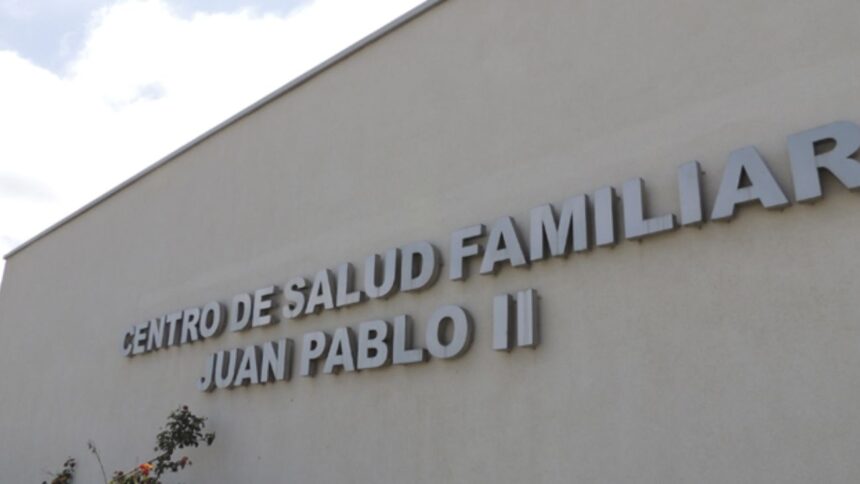 CENTRO DE SALUD FAMILIAR
JUAN PABLO II